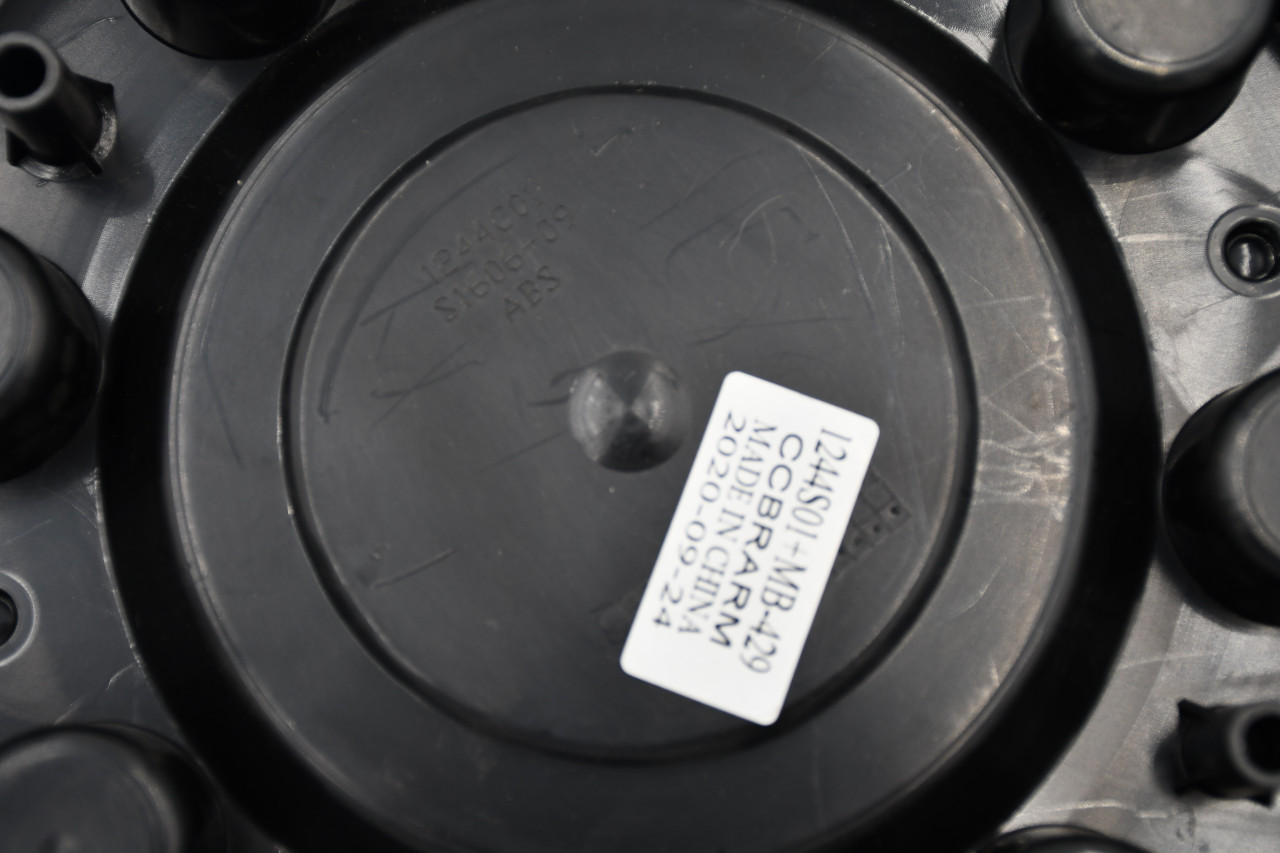 1244C01
S1606+09
ABS
1244S01+MB-429
CCBRARM
MADE IN CHINA
2020-09-24